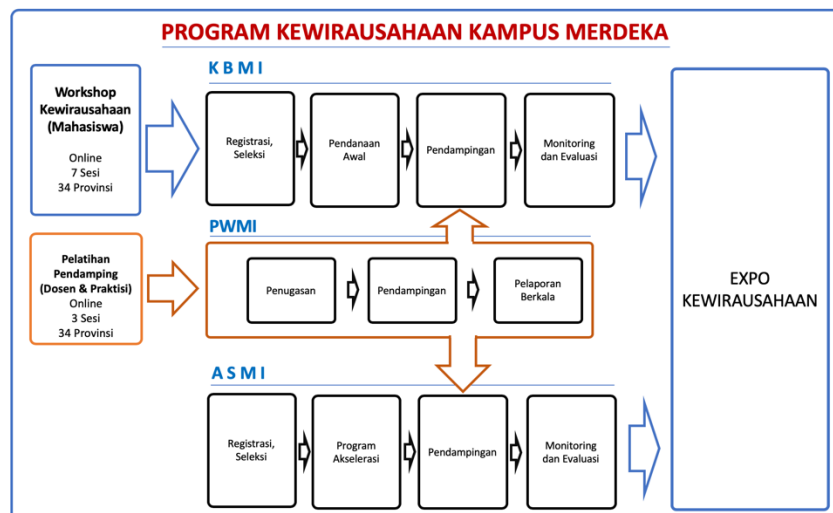 PROGRAM KEWIRAUSAHAAN KAMPUS MERDEKA
Workshop
Kewirausahaan
(Mahasiswa)
Online
7 Sesi
34 Provinsi
K B M I
Registrasi,
Seleksi
Pendanaan
Awal
Pendampingan
Monitoring
dan Evaluasi
Pelatihan
Pendamping
(Dosen & Praktisi)
Online
3 Sesi
34 Provinsi
PWMI
Penugasan
Pendampingan
Pelaporan
Berkala
A S M I
Registrasi,
Seleksi
Program
Akselerasi
Pendampingan
Monitoring
dan Evaluasi
EXPO
KEWIRAUSAHAAN